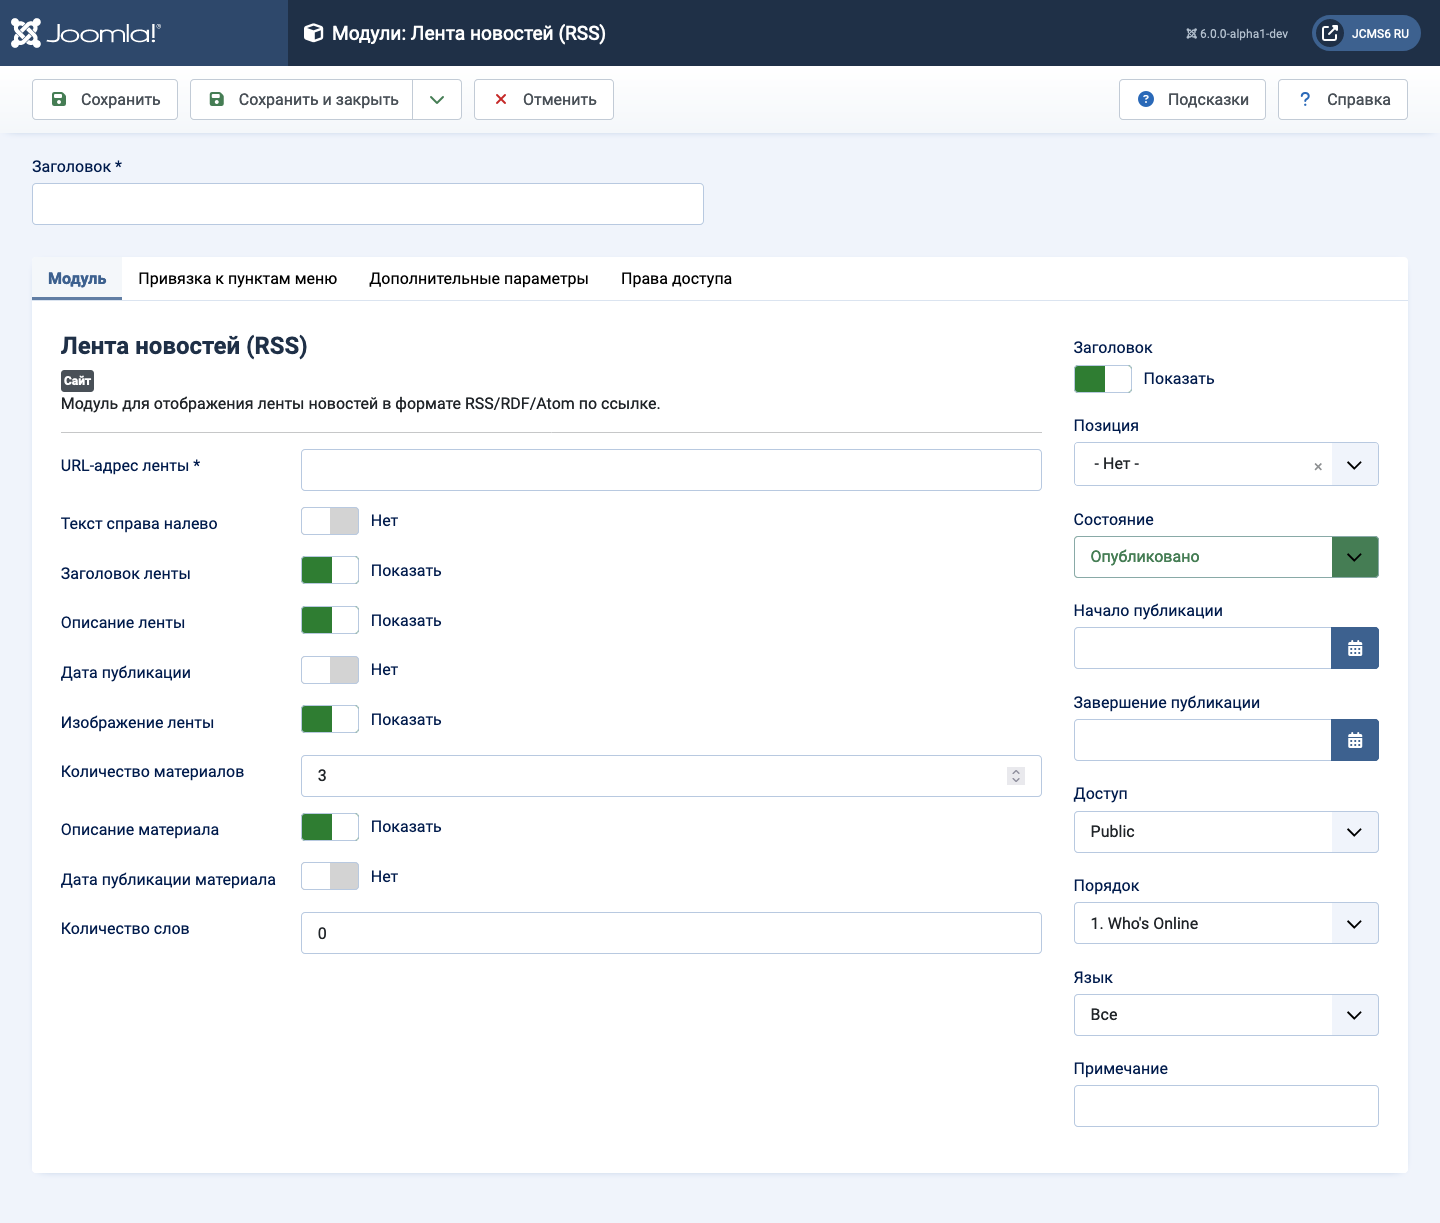 Joomla!®
Модули: Лента новостей (RSS)
6.0.0-alpha1-dev
JCMS6 RU
Сохранить
Сохранить и закрыть
Отменить
Подсказки
Справка
Заголовок *
Модуль
Привязка к пунктам меню
Дополнительные параметры
Права доступа
Лента новостей (RSS)
Сайт
Модуль для отображения ленты новостей в формате RSS/RDF/Atom по ссылке.
URL-адрес ленты *
Текст справа налево
Нет
Заголовок ленты
Показать
Описание ленты
Показать
Дата публикации
Нет
Изображение ленты
Показать
Количество материалов
3
Описание материала
Показать
Дата публикации материала
Нет
Количество слов
0
Заголовок
Показать
Позиция
- Нет -
Состояние
Опубликовано
Начало публикации
Завершение публикации
Доступ
Public
Порядок
1. Who's Online
Язык
Все
Примечание